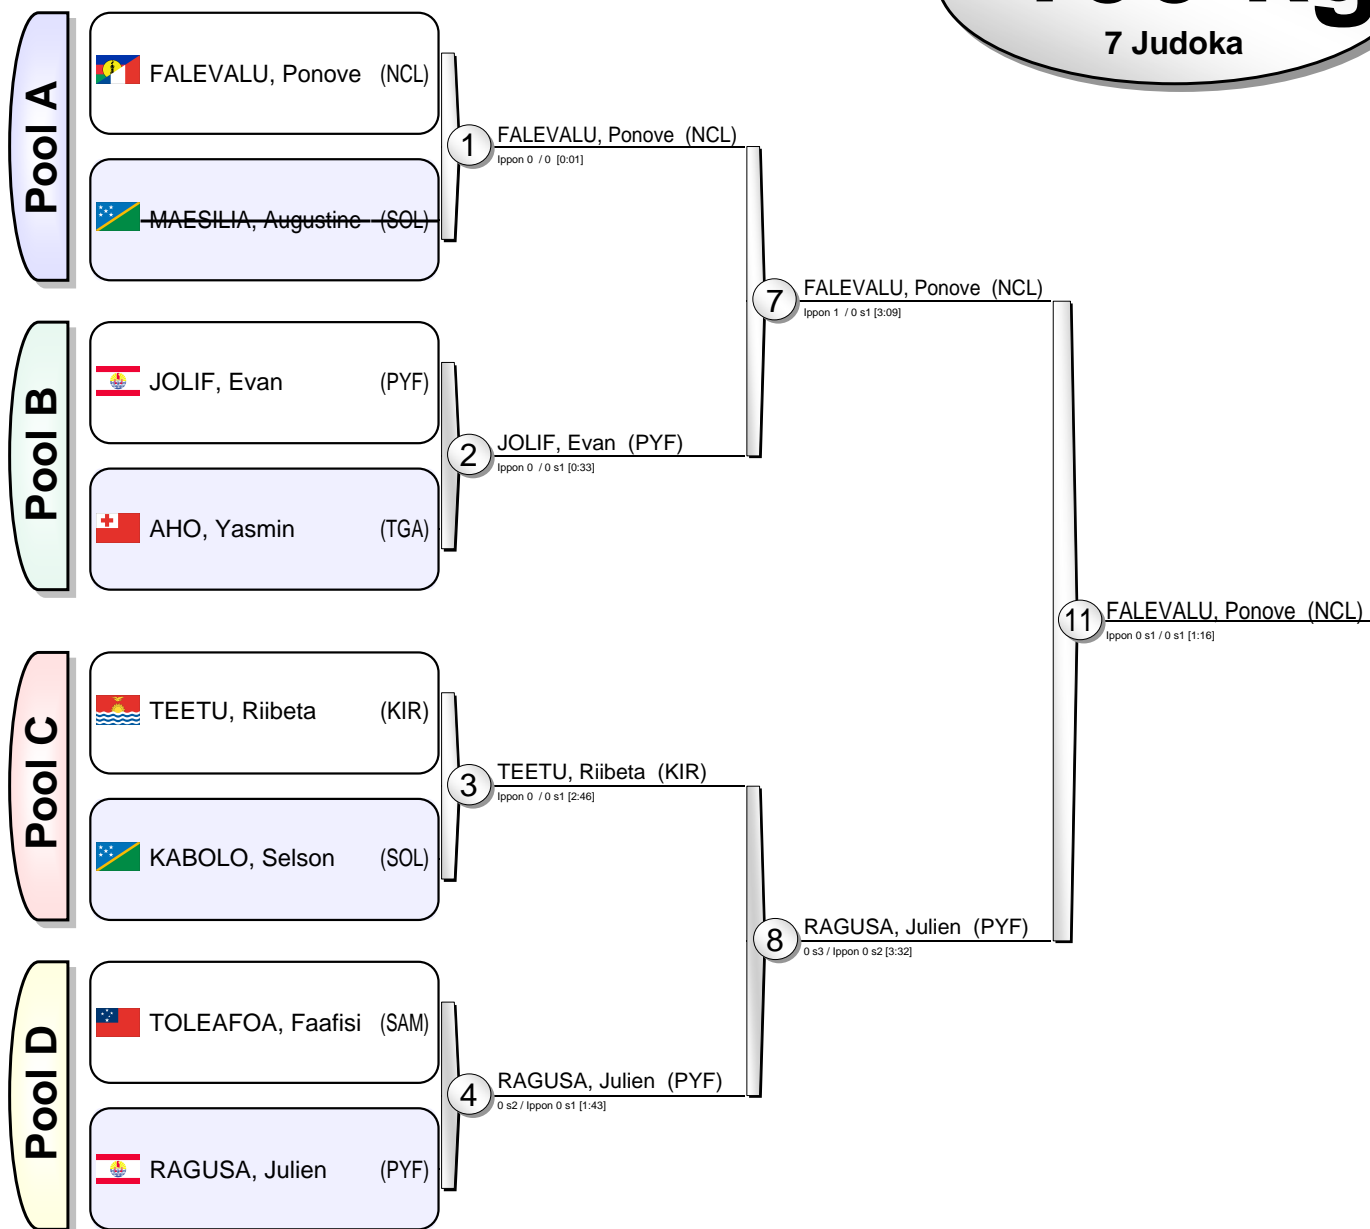 7 Judoka
Pool A
FALEVALU, Ponove (NCL)
MAESILIA, Augustine (SOL)
1
FALEVALU, Ponove (NCL)
Ippon 0 / 0 [0:01]
Pool B
JOLIF, Evan (PYF)
AHO, Yasmin (TGA)
2
JOLIF, Evan (PYF)
Ippon 0 / 0 s1 [0:33]
7
FALEVALU, Ponove (NCL)
Ippon 1 / 0 s1 [3:09]
Pool C
TEETU, Riibeta (KIR)
KABOLO, Selson (SOL)
3
TEETU, Riibeta (KIR)
Ippon 0 / 0 s1 [2:46]
Pool D
TOLEAFOA, Faafisi (SAM)
RAGUSA, Julien (PYF)
4
RAGUSA, Julien (PYF)
0 s2 / Ippon 0 s1 [1:43]
8
RAGUSA, Julien (PYF)
0 s3 / Ippon 0 s2 [3:32]
11
FALEVALU, Ponove (NCL)
Ippon 0 s1 / 0 s1 [1:16]